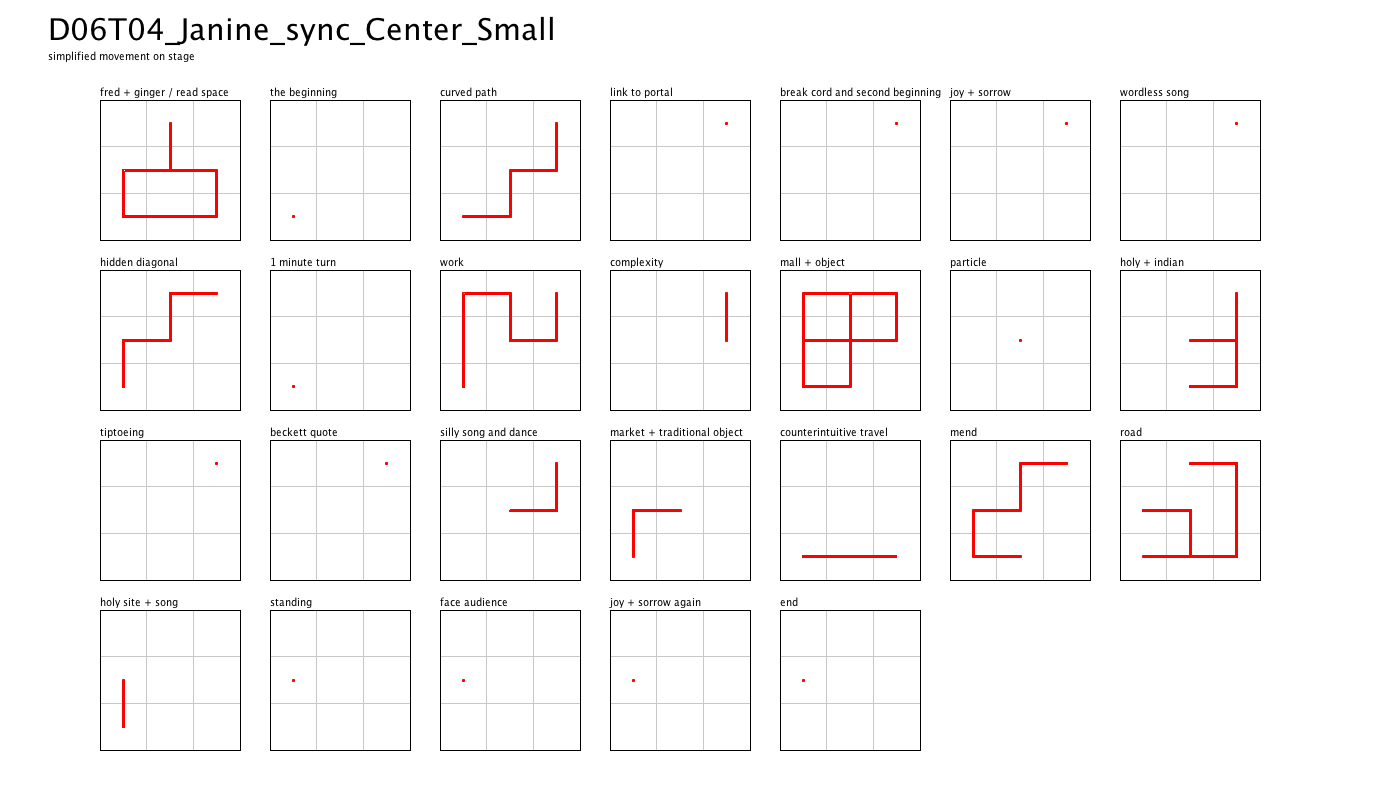 D06T04_Janine_sync_Center_Small
simplified movement on stage
fred + ginger / read space
the beginning
curved path
link to portal
break cord and second beginning
joy + sorrow
wordless song
hidden diagonal
1 minute turn
work
complexity
mall + object
particle
holy + indian
tiptoeing
beckett quote
silly song and dance
market + traditional object
counterintuitive travel
mend
road
holy site + song
standing
face audience
joy + sorrow again
end